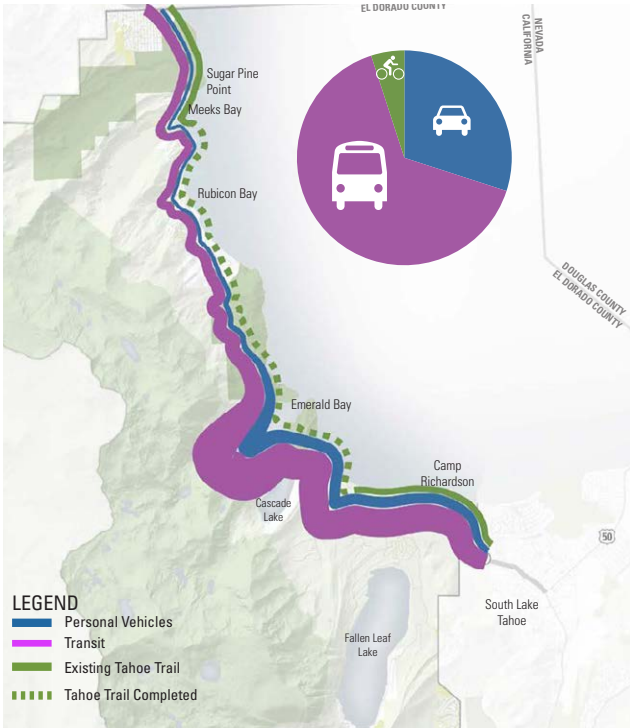 EL DORADO COUNTY
NEVADA
CALIFORNIA
Sugar Pine
Point
Meeks Bay
Rubicon Bay
DOUGLAS COUNTY
EL DORADO COUNTY
Emerald Bay
Camp
Richardson
Cascade
Lake
50
South Lake
Tahoe
Fallen Leaf
Lake
LEGEND
Personal Vehicles
Transit
Existing Tahoe Trail
Tahoe Trail Completed